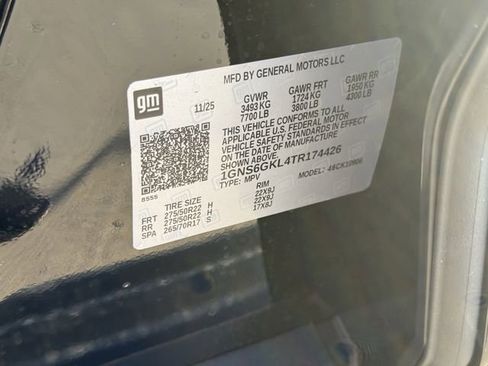 MFD BY GENERAL MOTORS LLC
gm
11/25
GVWR GAWR FRT GAWR RR
3493 KG 1724 KG 1950 KG
7700 LB 3800 LB 4300 LB
THIS VEHICLE CONFORMS TO ALL
APPLICABLE U.S. FEDERAL MOTOR
VEHICLE SAFETY STANDARDS IN EFFECT
ON THE DATE OF MANUFACTURE
SHOWN ABOVE.
1GNS6GKL4TR174426
TYPE: MPV MODEL:
8555
TIRE SIZE RIM
FRT 275/50R22 H 22X9J
RR 275/50R22 H 22X9J
SPA 265/70R17 S 17X8J